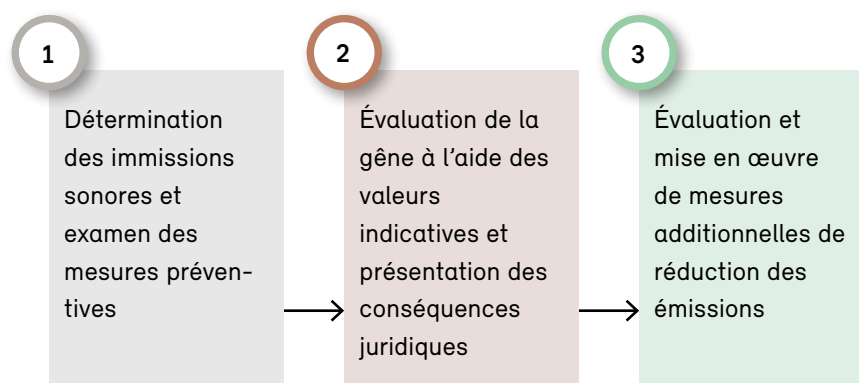 1
Détermination
des immissions
sonores et
examen des
mesures préven-
tives
2
Évaluation de la
gêne à l'aide des
valeurs
indicatives et
présentation des
conséquences
juridiques
3
Évaluation et
mise en œuvre
de mesures
additionnelles de
réduction des
émissions